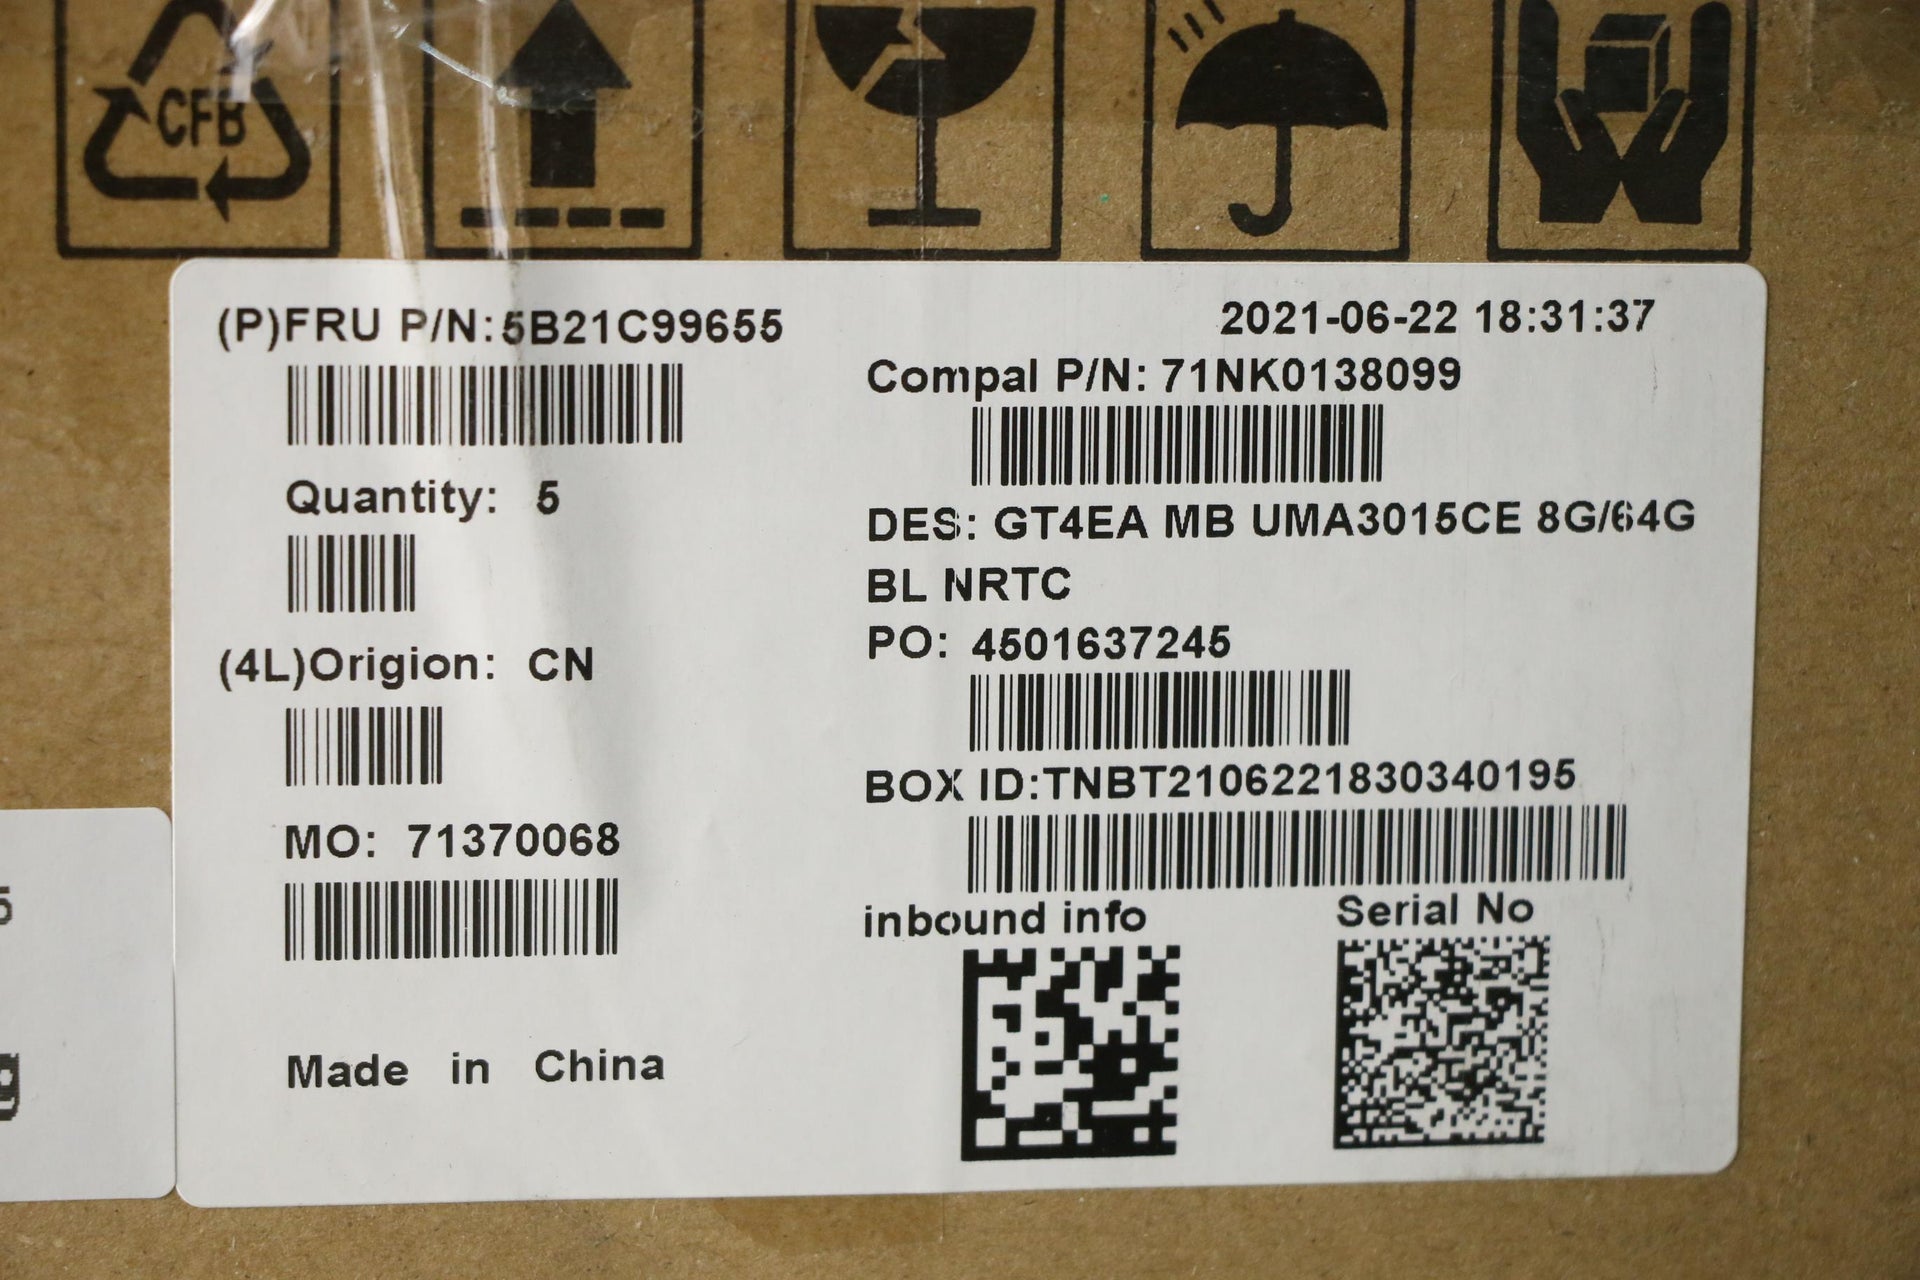 CFB
(P)FRU P/N:5B21C99655
Quantity: 5
(4L)Origion: CN
MO: 71370068
Made in China
2021-06-22 18:31:37
Compal P/N: 71NK0138099
DES: GT4EA MB UMA3015CE 8G/64G
BL NRTC
PO: 4501637245
BOX ID:TNBT2106221830340195
inbound info
Serial No